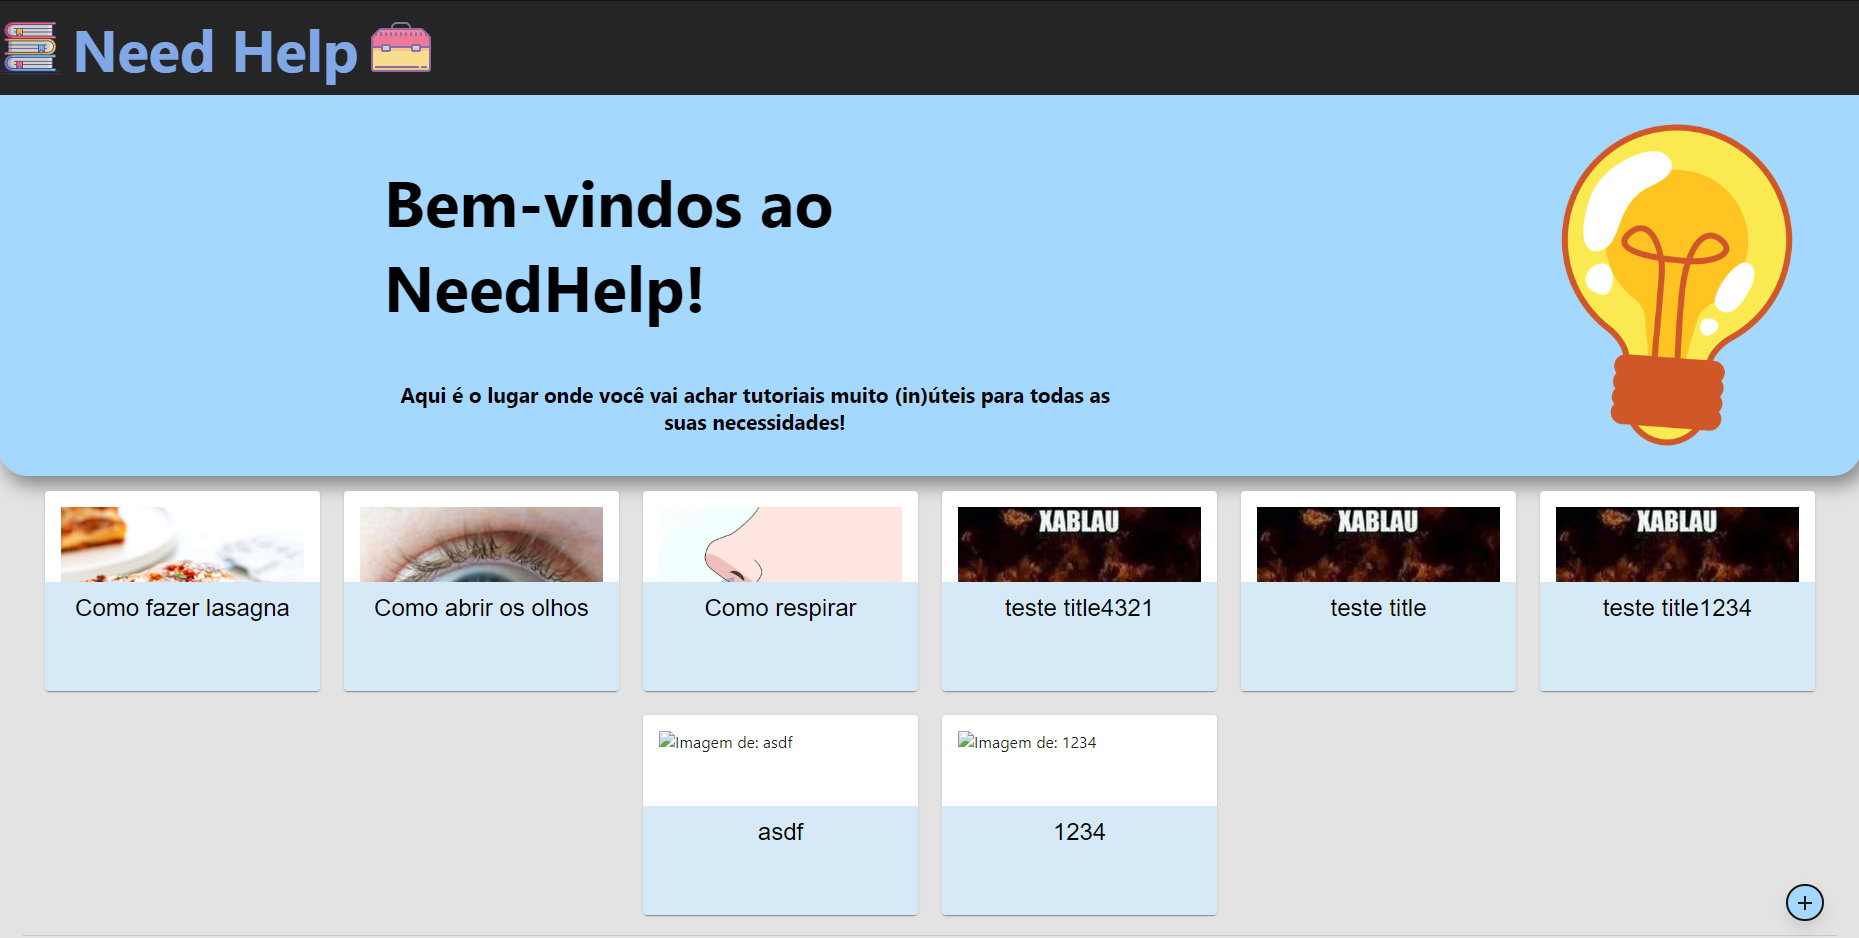 Need Help
Bem-vindos ao
NeedHelp!
Aqui é o lugar onde você vai achar tutoriais muito (in)úteis para todas as
suas necessidades!
XABLAU
XABLAU
XABLAU
Como fazer lasagna
Como abrir os olhos
Como respirar
teste title4321
teste title
teste title1234
Imagem de: asdf
Imagem de: 1234
asdf
1234
+